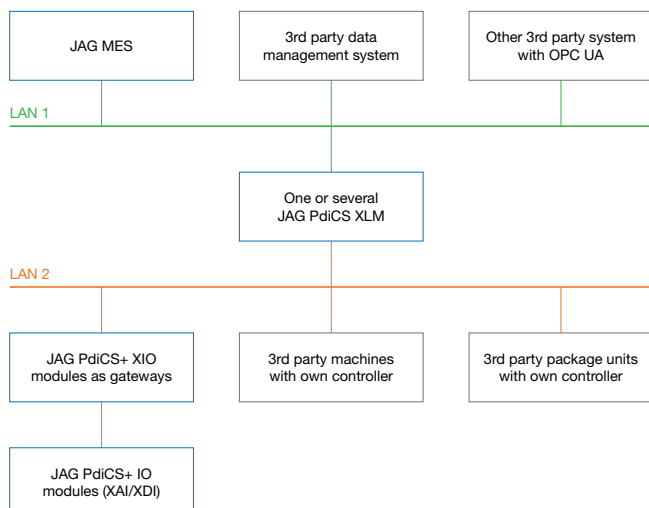 JAG MES
3rd party data
management system
Other 3rd party system
with OPC UA
LAN 1
One or several
JAG PdiCS XLM
LAN 2
JAG PdiCS+ XIO
modules as gateways
3rd party machines
with own controller
3rd party package units
with own controller
JAG PdiCS+ IO
modules (XAI/XDI)